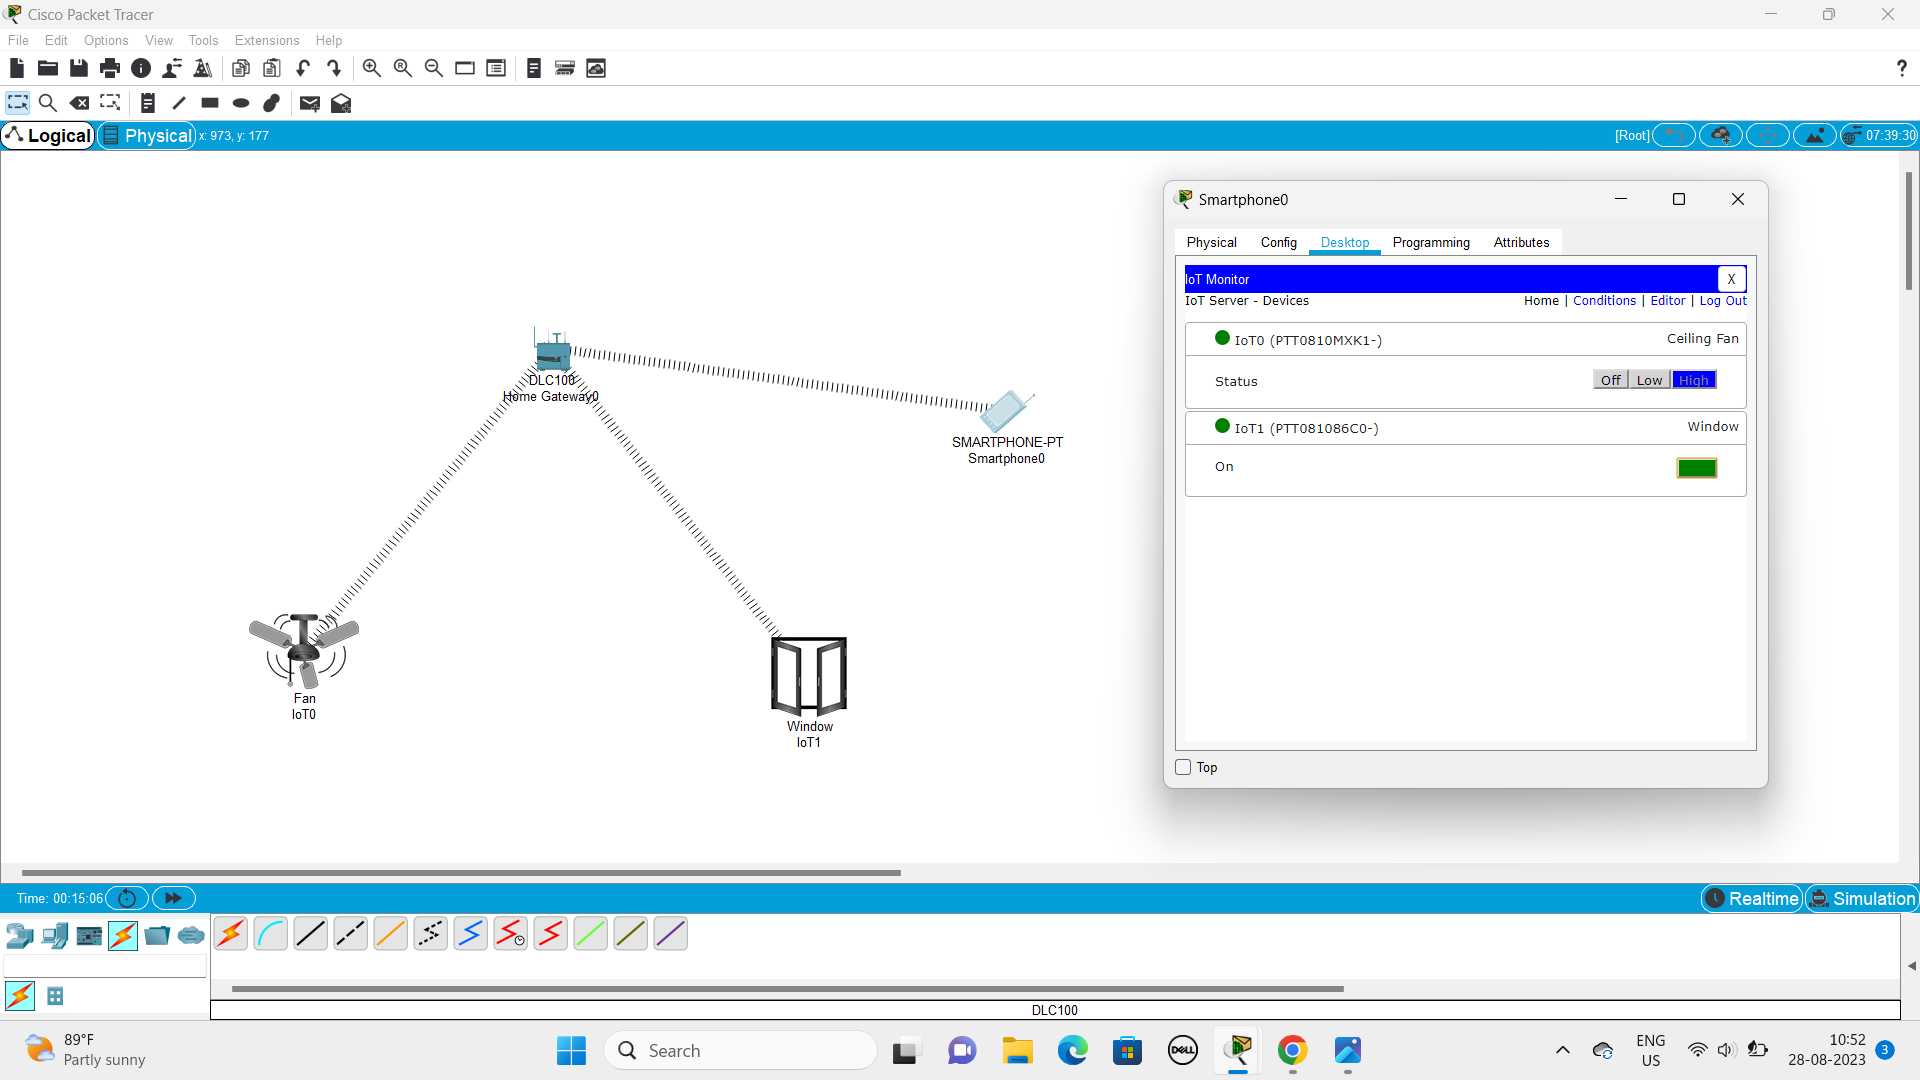 Cisco Packet Tracer
File Edit Options View Tools Extensions Help
?
Logical Physical x: 973, y: 177 [Root] 07:39:30
Smartphone0
Physical Config Desktop Programming Attributes
IoT Monitor X
IoT Server - Devices Home | Conditions | Editor | Log Out
IoT0 (PTT0810MXK1-) Ceiling Fan
Status Off Low High
IoT1 (PTT081086C0-) Window
On
Top
DLC100
Home Gateway0
SMARTPHONE-PT
Smartphone0
Fan
IoT0
Window
IoT1
Time: 00:15:06 Realtime Simulation
DLC100
89°F
Partly sunny
Search
DELL
ENG
US
10:52
28-08-2023
3